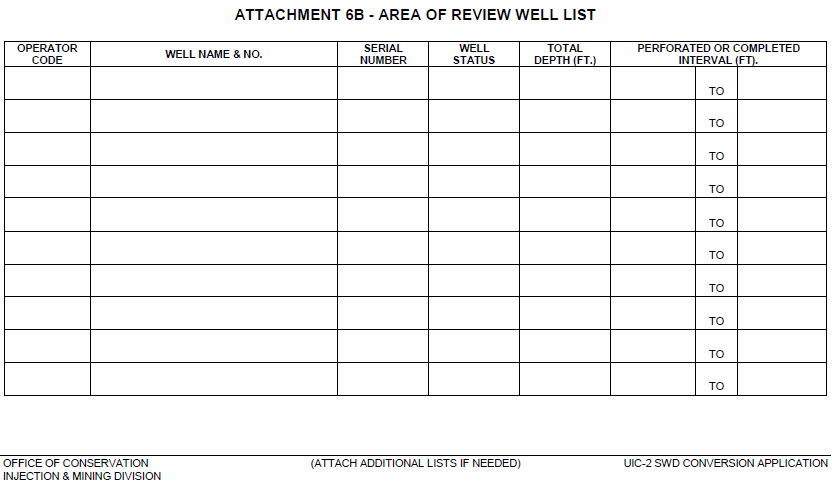 ATTACHMENT 6B - AREA OF REVIEW WELL LIST
OPERATOR CODE
WELL NAME & NO.
SERIAL NUMBER
WELL STATUS
TOTAL DEPTH (FT.)
PERFORATED OR COMPLETED INTERVAL (FT).
TO
TO
TO
TO
TO
TO
TO
TO
TO
TO
OFFICE OF CONSERVATION
INJECTION & MINING DIVISION
(ATTACH ADDITIONAL LISTS IF NEEDED)
UIC-2 SWD CONVERSION APPLICATION